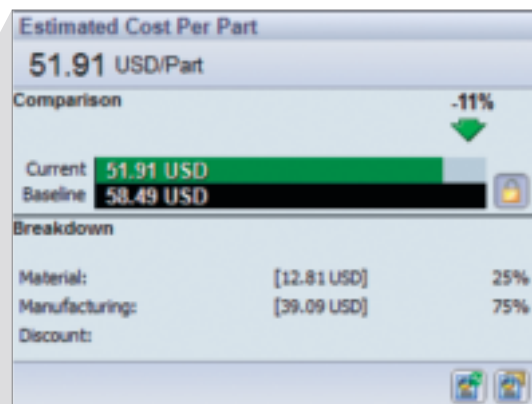 Estimated Cost Per Part
51.91 USD/Part
Comparison -11%
Current 51.91 USD
Baseline 58.49 USD
Breakdown
Material: [12.81 USD] 25%
Manufacturing: [39.09 USD] 75%
Discount: